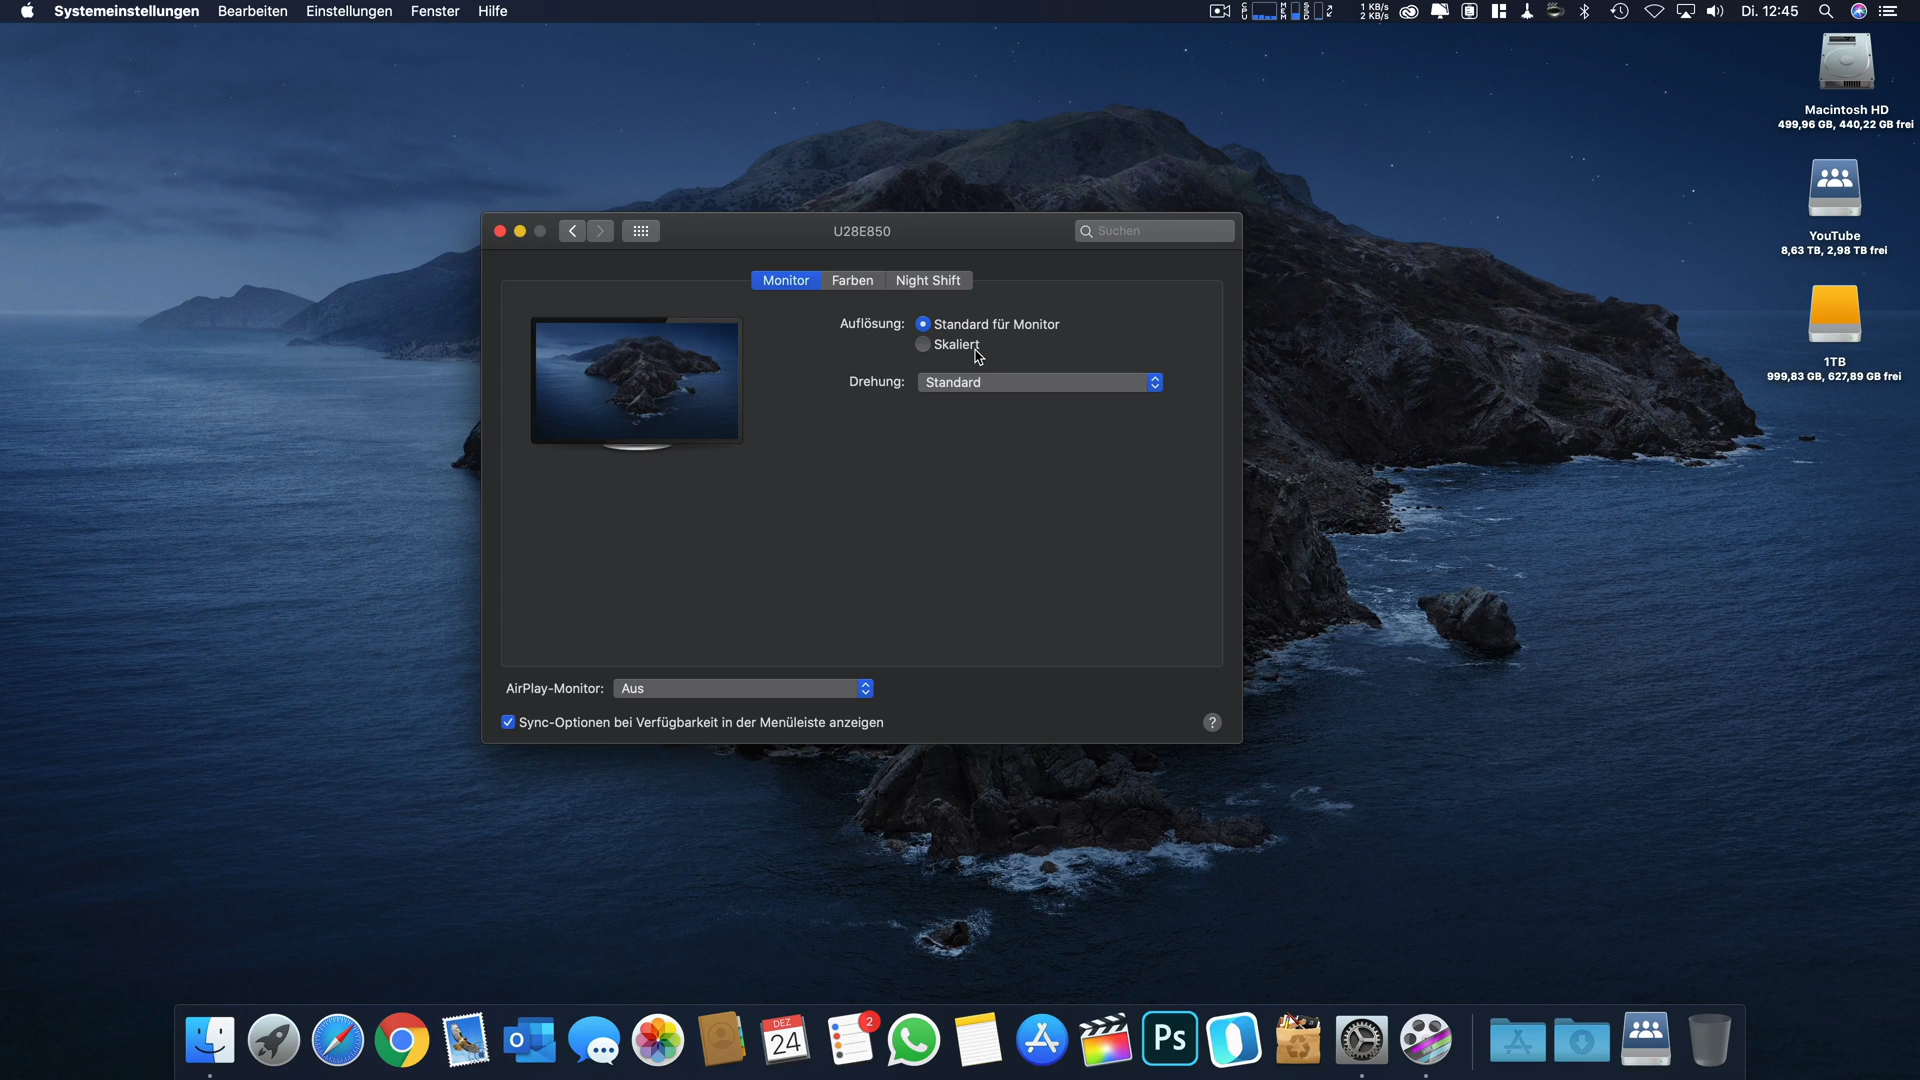 Systemeinstellungen Bearbeiten Einstellungen Fenster Hilfe
CPU MEM SSD 1 KB/s 2 KB/s Di. 12:45
Macintosh HD
499,96 GB, 440,22 GB frei
YouTube
8,63 TB, 2,98 TB frei
1TB
999,83 GB, 627,89 GB frei
U28E850
Suchen
Monitor Farben Night Shift
Auflösung: Standard für Monitor
Skaliert
Drehung: Standard
AirPlay-Monitor: Aus
Sync-Optionen bei Verfügbarkeit in der Menüleiste anzeigen
?
DEZ
24
2
Ps